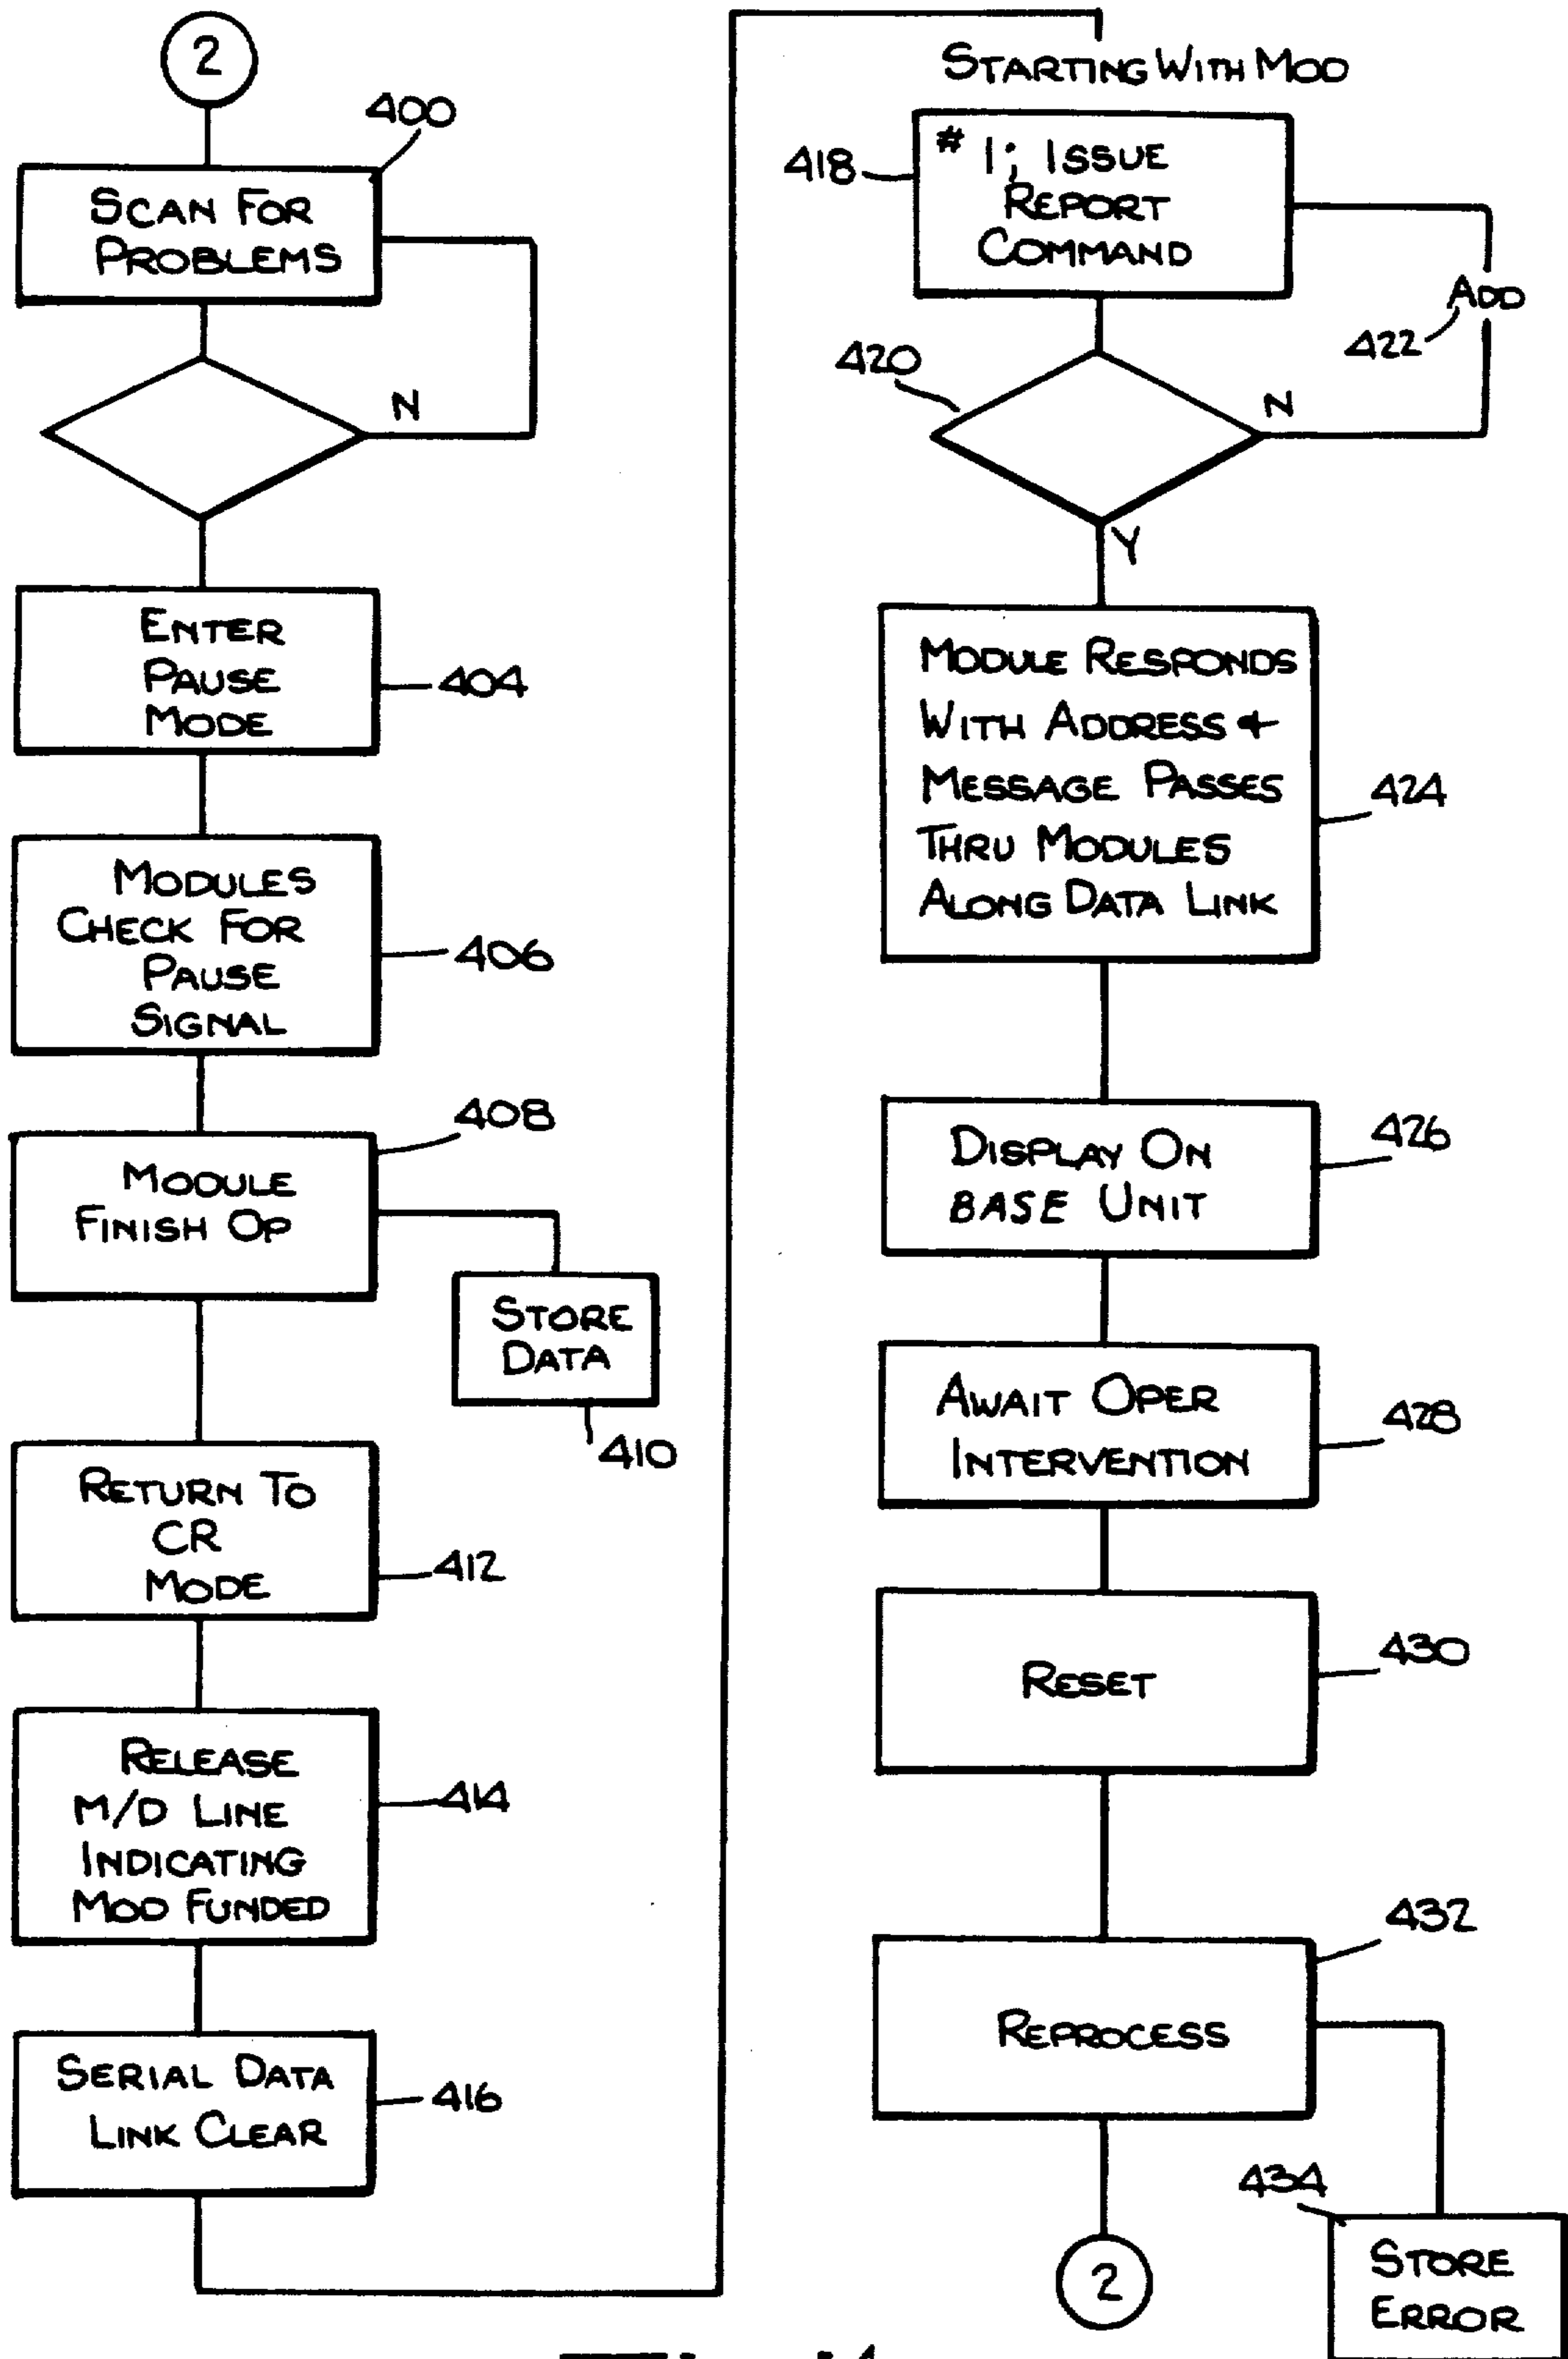 2
400
SCAN FOR
PROBLEMS
N
ENTER
PAUSE
MODE
404
MODULES
CHECK FOR
PAUSE
SIGNAL
406
408
MODULE
FINISH OP
STORE
DATA
410
RETURN TO
CR
MODE
412
RELEASE
M/D LINE
INDICATING
MOD FUNDED
414
SERIAL DATA
LINK CLEAR
416
STARTING WITH MOD
418
# 1; ISSUE
REPORT
COMMAND
ADD
422
420
N
Y
MODULE RESPONDS
WITH ADDRESS &
MESSAGE PASSES
THRU MODULES
ALONG DATA LINK
424
DISPLAY ON
BASE UNIT
426
AWAIT OPER
INTERVENTION
428
RESET
430
432
REPROCESS
434
STORE
ERROR
2